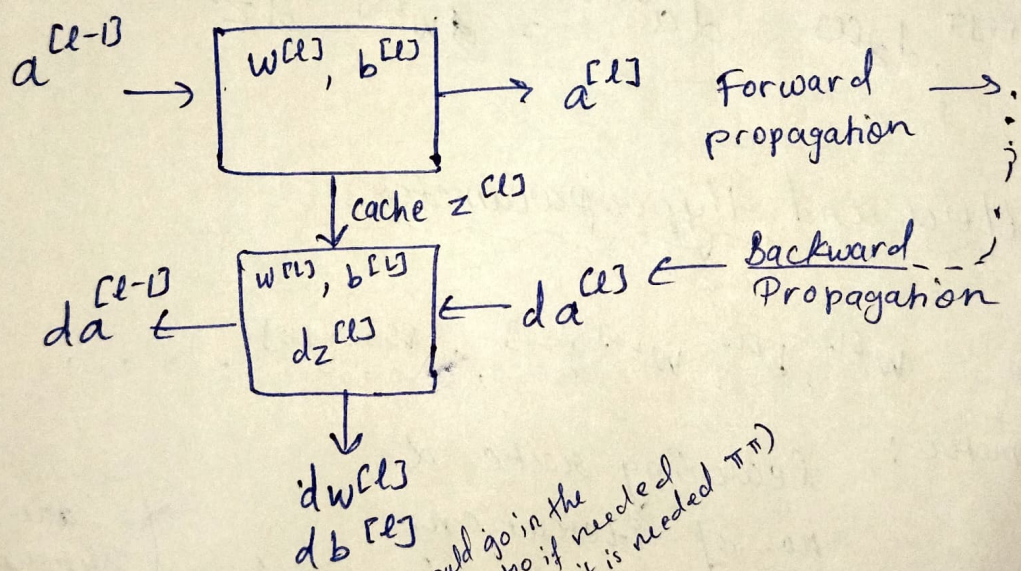 a^[l-1]
w^[l], b^[l]
a^[l]
Forward
propagation
cache z^[l]
Backward
Propagation
da^[l]
w^[l], b^[l]
dz^[l]
da^[l-1]
dw^[l]
db^[l]
go in the
if needed
is needed ππ)